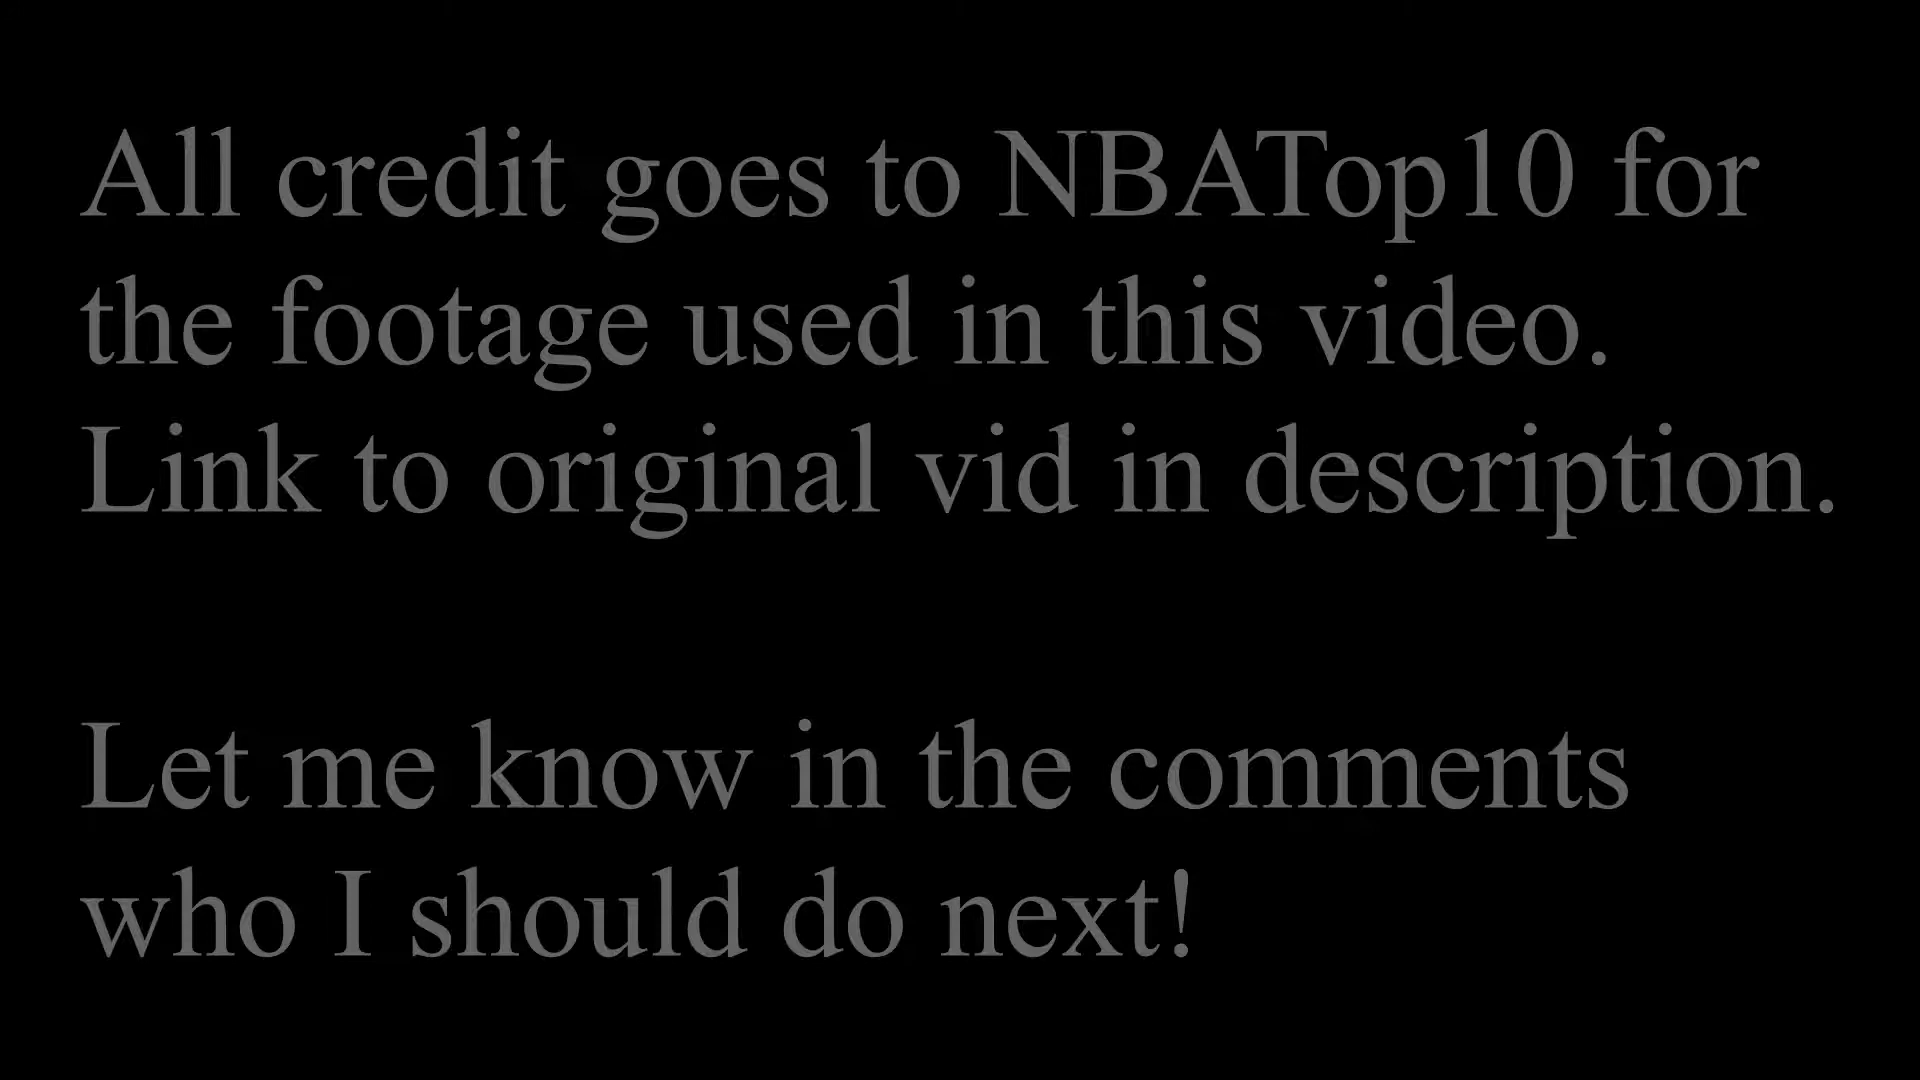 All credit goes to NBATop10 for
the footage used in this video.
Link to original vid in description.
Let me know in the comments
who I should do next!